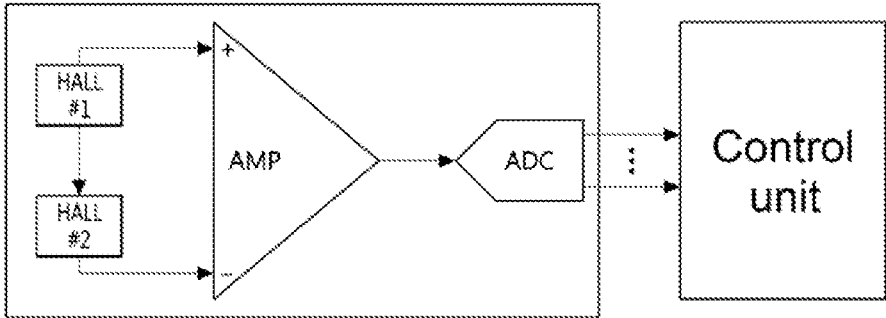 HALL
#1
+
AMP
ADC
Control
unit
HALL
#2
−